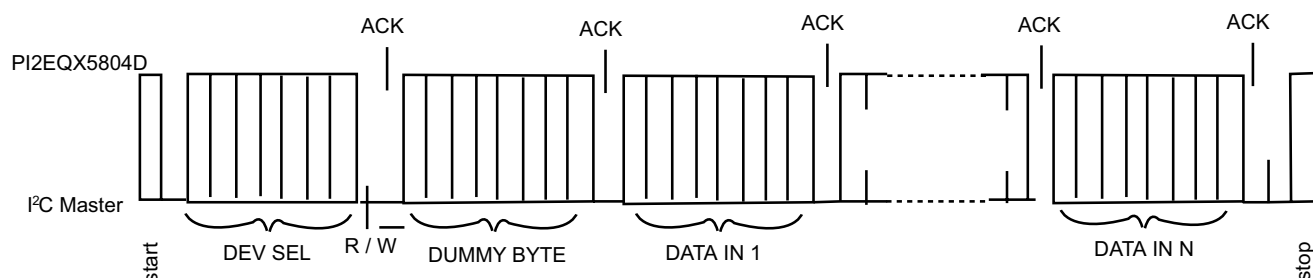 ACK
ACK
ACK
ACK
ACK
PI2EQX5804D
I²C Master
start
DEV SEL
R / W
DUMMY BYTE
DATA IN 1
DATA IN N
stop